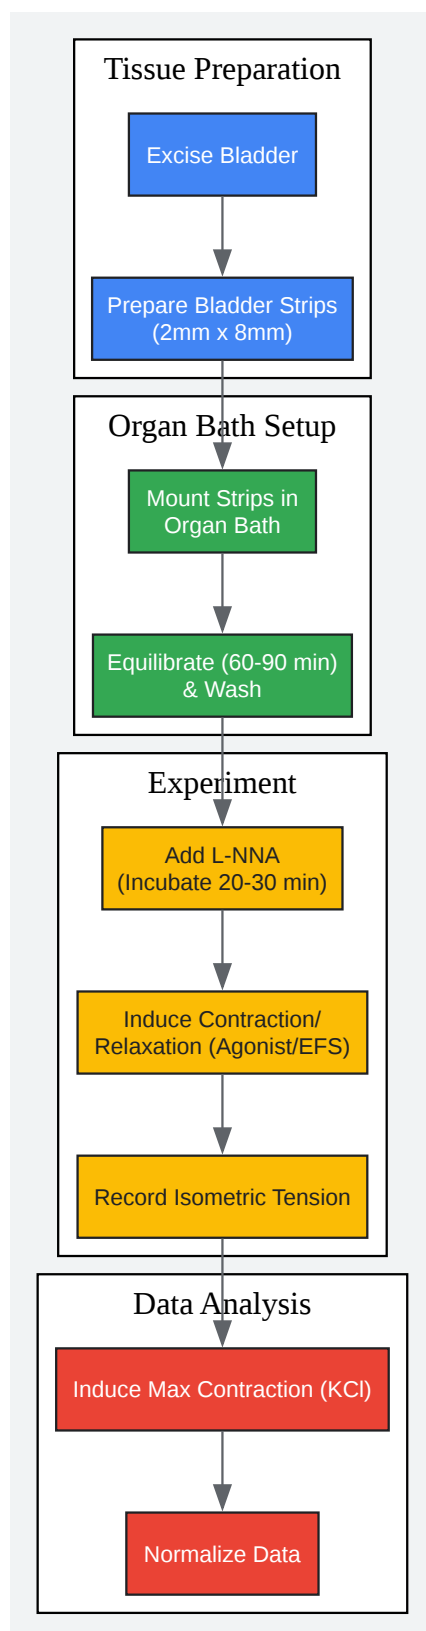 Tissue Preparation
Excise Bladder
Prepare Bladder Strips
(2mm x 8mm)
Organ Bath Setup
Mount Strips in
Organ Bath
Equilibrate (60-90 min)
& Wash
Experiment
Add L-NNA
(Incubate 20-30 min)
Induce Contraction/
Relaxation (Agonist/EFS)
Record Isometric Tension
Data Analysis
Induce Max Contraction (KCl)
Normalize Data